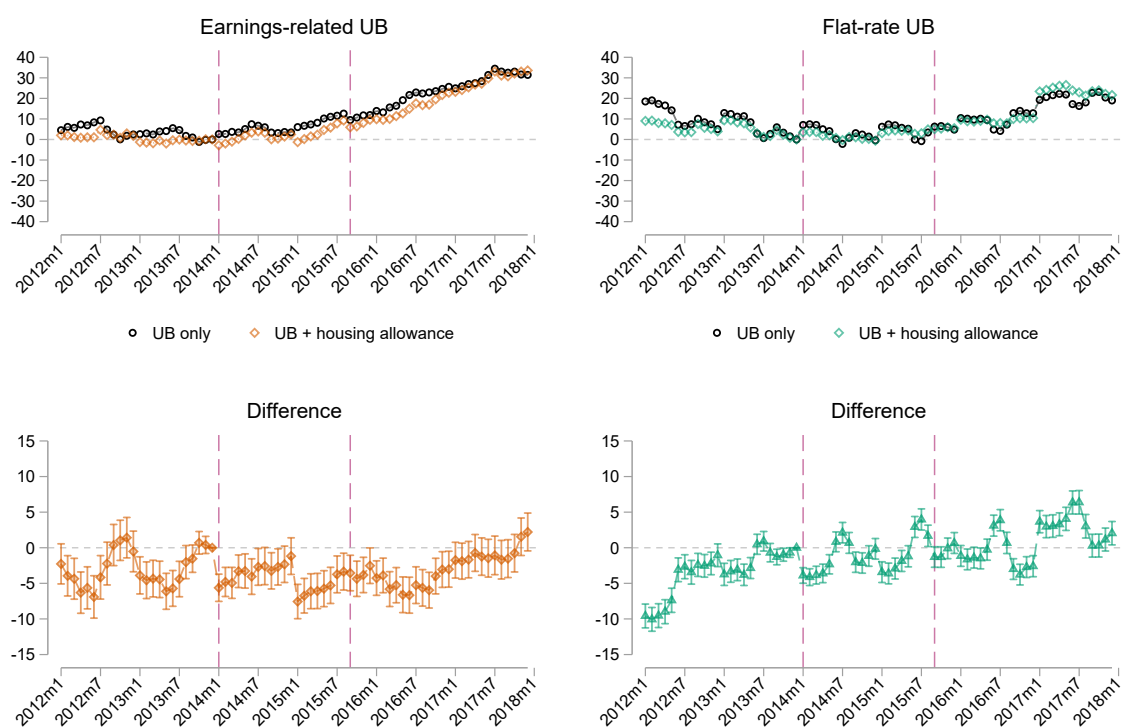 Earnings-related UB
40
30
20
10
0
-10
-20
-30
-40
2012m1
2012m7
2013m1
2013m7
2014m1
2014m7
2015m1
2015m7
2016m1
2016m7
2017m1
2017m7
2018m1
UB only
UB + housing allowance
Flat-rate UB
40
30
20
10
0
-10
-20
-30
-40
2012m1
2012m7
2013m1
2013m7
2014m1
2014m7
2015m1
2015m7
2016m1
2016m7
2017m1
2017m7
2018m1
UB only
UB + housing allowance
Difference
15
10
5
0
-5
-10
-15
2012m1
2012m7
2013m1
2013m7
2014m1
2014m7
2015m1
2015m7
2016m1
2016m7
2017m1
2017m7
2018m1
Difference
15
10
5
0
-5
-10
-15
2012m1
2012m7
2013m1
2013m7
2014m1
2014m7
2015m1
2015m7
2016m1
2016m7
2017m1
2017m7
2018m1